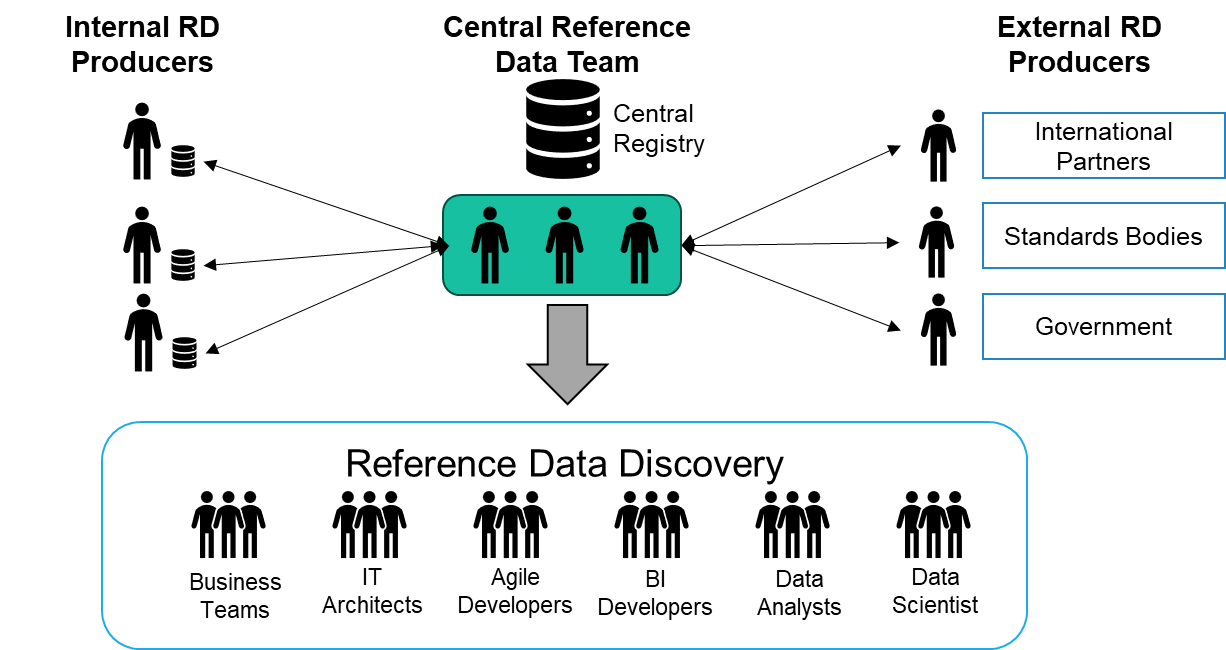 Internal RD
Producers
Central Reference
Data Team
External RD
Producers
Central
Registry
International
Partners
Standards Bodies
Government
Reference Data Discovery
Business
Teams
IT
Architects
Agile
Developers
BI
Developers
Data
Analysts
Data
Scientist